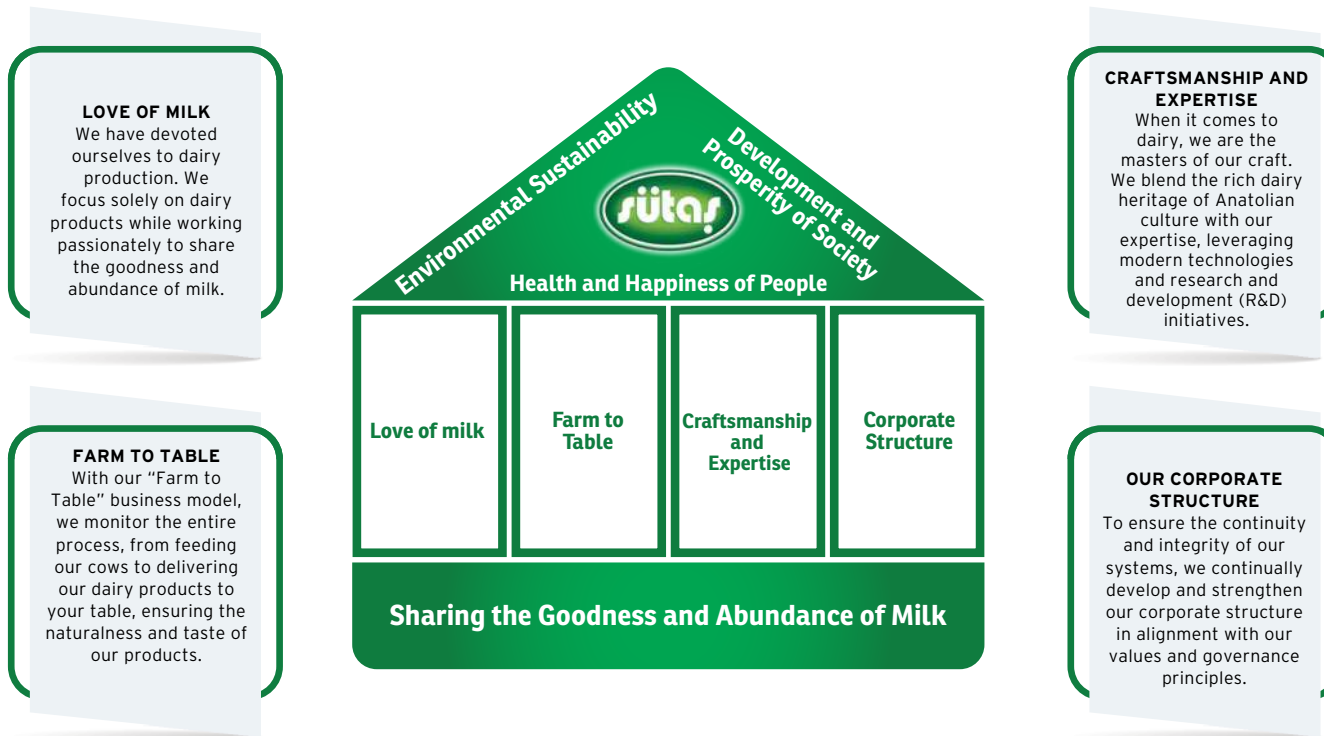 LOVE OF MILK
We have devoted
ourselves to dairy
production. We
focus solely on dairy
products while working
passionately to share
the goodness and
abundance of milk.
FARM TO TABLE
With our “Farm to
Table” business model,
we monitor the entire
process, from feeding
our cows to delivering
our dairy products to
your table, ensuring the
naturalness and taste of
our products.
Environmental Sustainability
Development and
Prosperity of Society
sütaş
Health and Happiness of People
Love of milk
Farm to
Table
Craftsmanship
and
Expertise
Corporate
Structure
Sharing the Goodness and Abundance of Milk
CRAFTSMANSHIP AND
EXPERTISE
When it comes to
dairy, we are the
masters of our craft.
We blend the rich dairy
heritage of Anatolian
culture with our
expertise, leveraging
modern technologies
and research and
development (R&D)
initiatives.
OUR CORPORATE
STRUCTURE
To ensure the continuity
and integrity of our
systems, we continually
develop and strengthen
our corporate structure
in alignment with our
values and governance
principles.